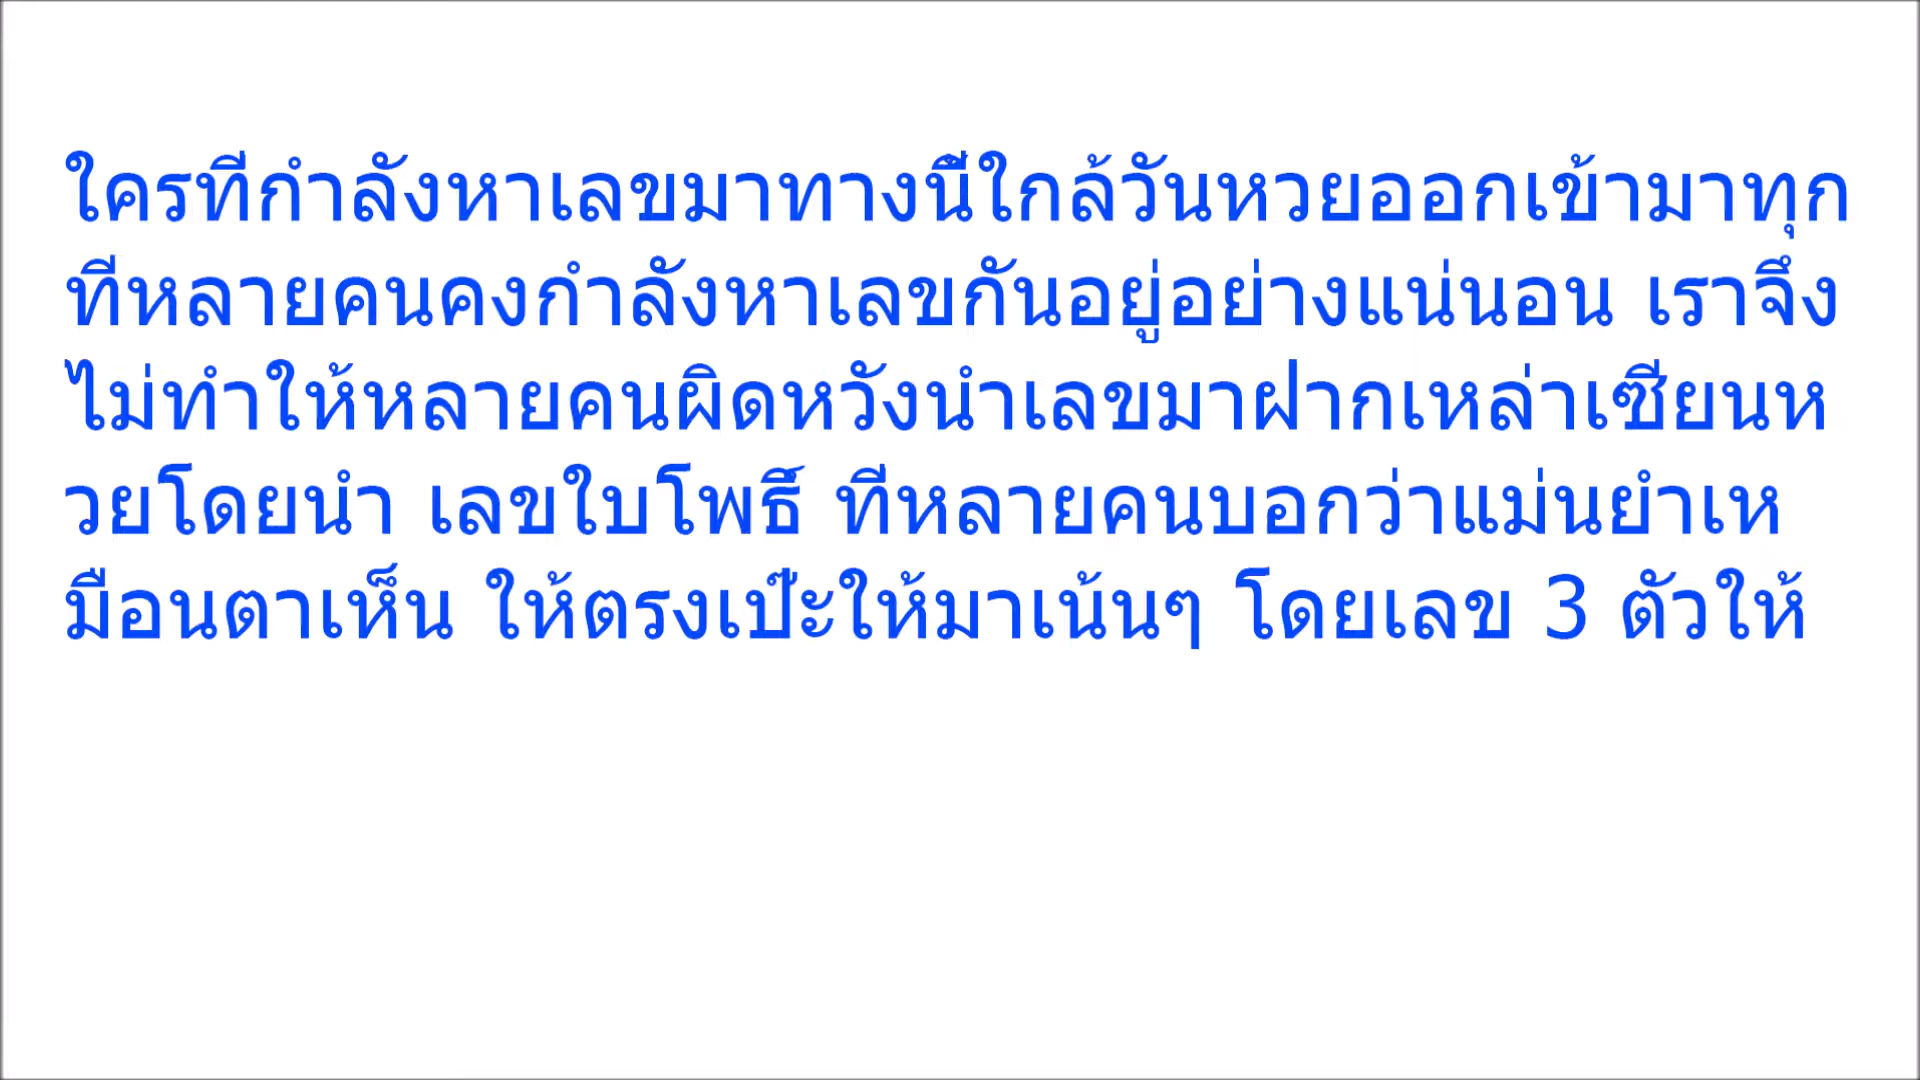 ใครที่กำลังหาเลขมาทางนี้ใกล้วันหวยออกเข้ามาทุก
ทีหลายคนคงกำลังหาเลขกันอยู่อย่างแน่นอน เราจึง
ไม่ทำให้หลายคนผิดหวังนำเลขมาฝากเหล่าเซียนห
วยโดยนำ เลขใบโพธิ์ ที่หลายคนบอกว่าแม่นยำเห
มือนตาเห็น ให้ตรงเป๊ะให้มาเน้นๆ โดยเลข 3 ตัวให้